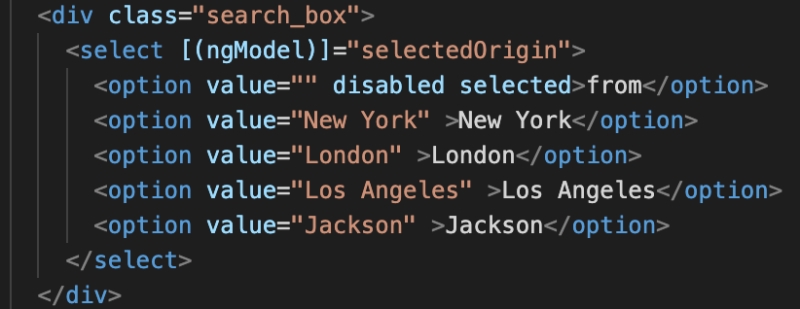 <div class="search_box">
<select [(ngModel)]="selectedOrigin">
<option value="" disabled selected>from</option>
<option value="New York" >New York</option>
<option value="London" >London</option>
<option value="Los Angeles" >Los Angeles</option>
<option value="Jackson" >Jackson</option>
</select>
</div>